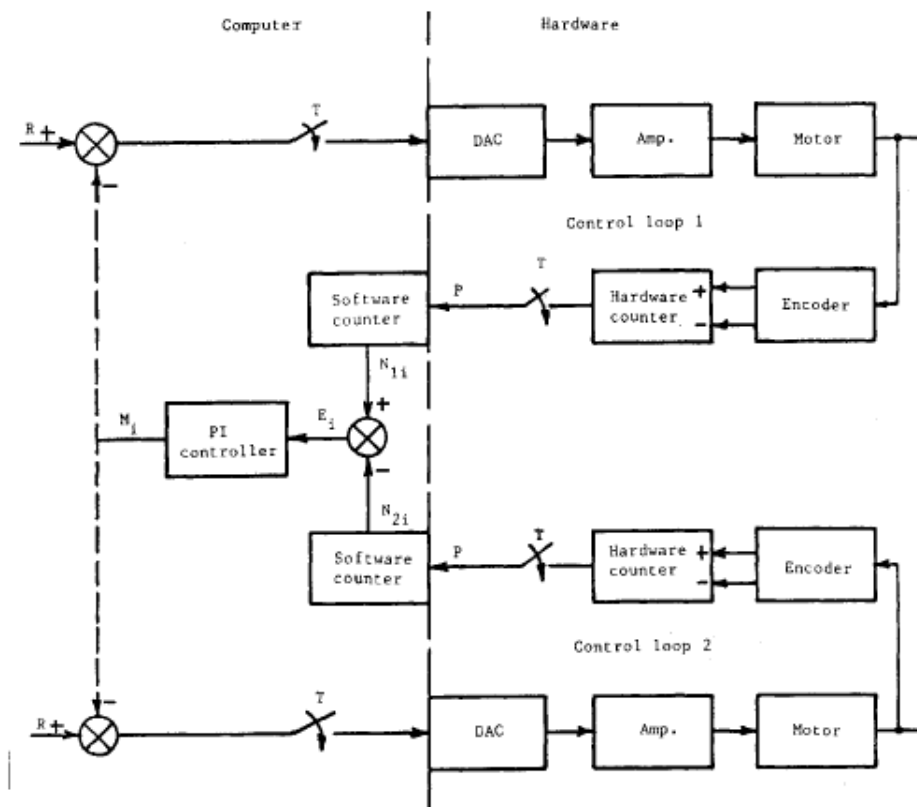 Computer
Hardware
R +
T
DAC
Amp.
Motor
-
Control loop 1
T
P
Software
counter
Hardware
counter
+
-
Encoder
N1i
+
Mi
PI
controller
Ei
-
N2i
Software
counter
P
T
Hardware
counter
+
-
Encoder
Control loop 2
-
R +
T
DAC
Amp.
Motor